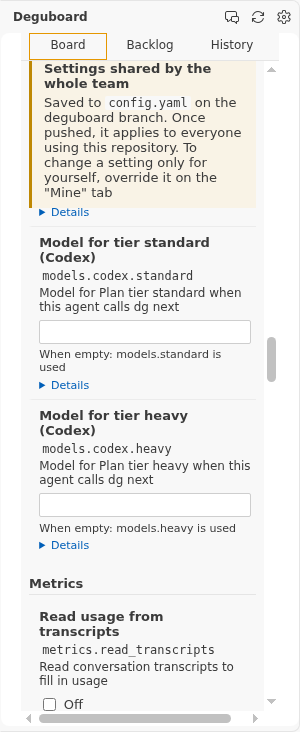 Deguboard
Board
Backlog
History
Settings shared by the
whole team
Saved to config.yaml on the
deguboard branch. Once
pushed, it applies to everyone
using this repository. To
change a setting only for
yourself, override it on the
"Mine" tab
Details
Model for tier standard
(Codex)
models.codex.standard
Model for Plan tier standard when
this agent calls dg next
When empty: models.standard is
used
Details
Model for tier heavy
(Codex)
models.codex.heavy
Model for Plan tier heavy when this
agent calls dg next
When empty: models.heavy is used
Details
Metrics
Read usage from
transcripts
metrics.read_transcripts
Read conversation transcripts to
fill in usage
Off